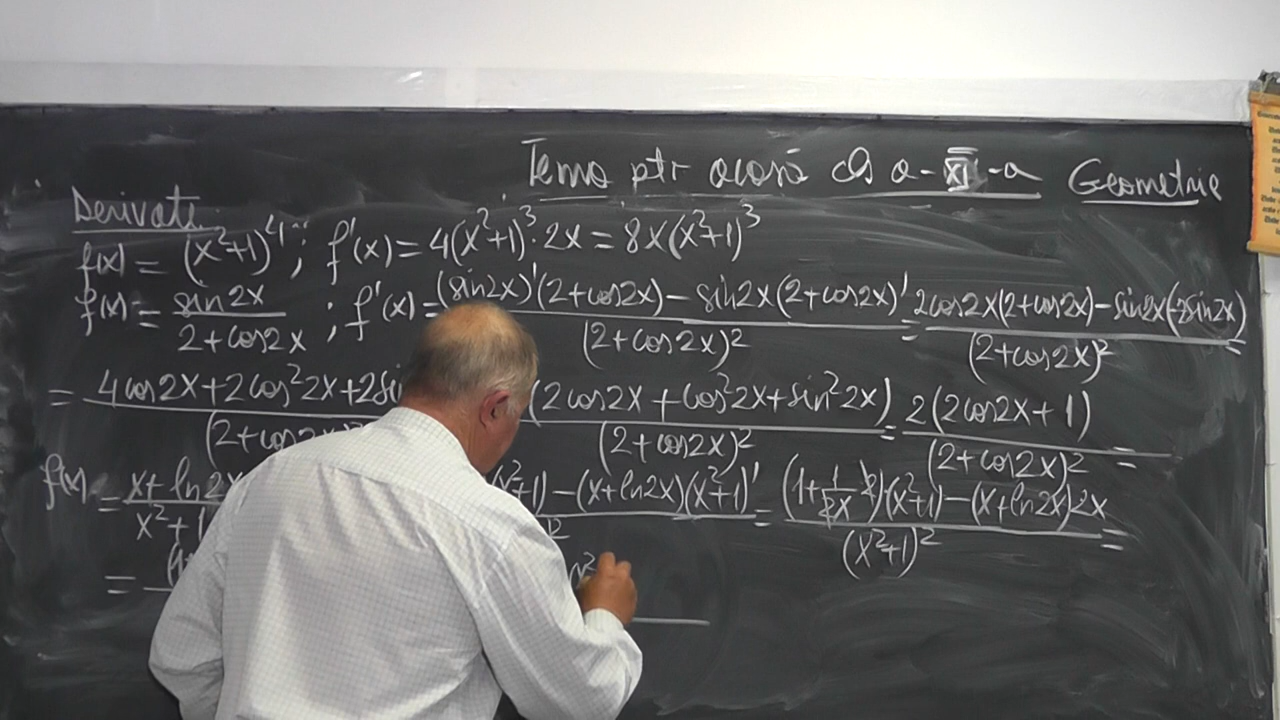 Tema ptr acasă cls a-XI-a Geometrie
Derivate
f(x) = (x²+1)⁴; f'(x) = 4(x²+1)³·2x = 8x(x²+1)³
f(x) = sin2x / 2+cos2x ; f'(x) = (sin2x)'(2+cos2x) − sin2x(2+cos2x)' / (2+cos2x)² = 2cos2x(2+cos2x) − sin2x(-2sin2x) / (2+cos2x)² =
= 4cos2x+2cos²2x+2si / (2+cos2x) (2cos2x + cos²2x + sin²2x) / (2+cos2x)² = 2(2cos2x + 1) / (2+cos2x)² =
f(x) = x+ln2x / x²+1 (x²+1) − (x+ln2x)(x²+1)' / 2 = (1+1/2x·2)(x²+1) − (x+ln2x)2x / (x²+1)² =
=